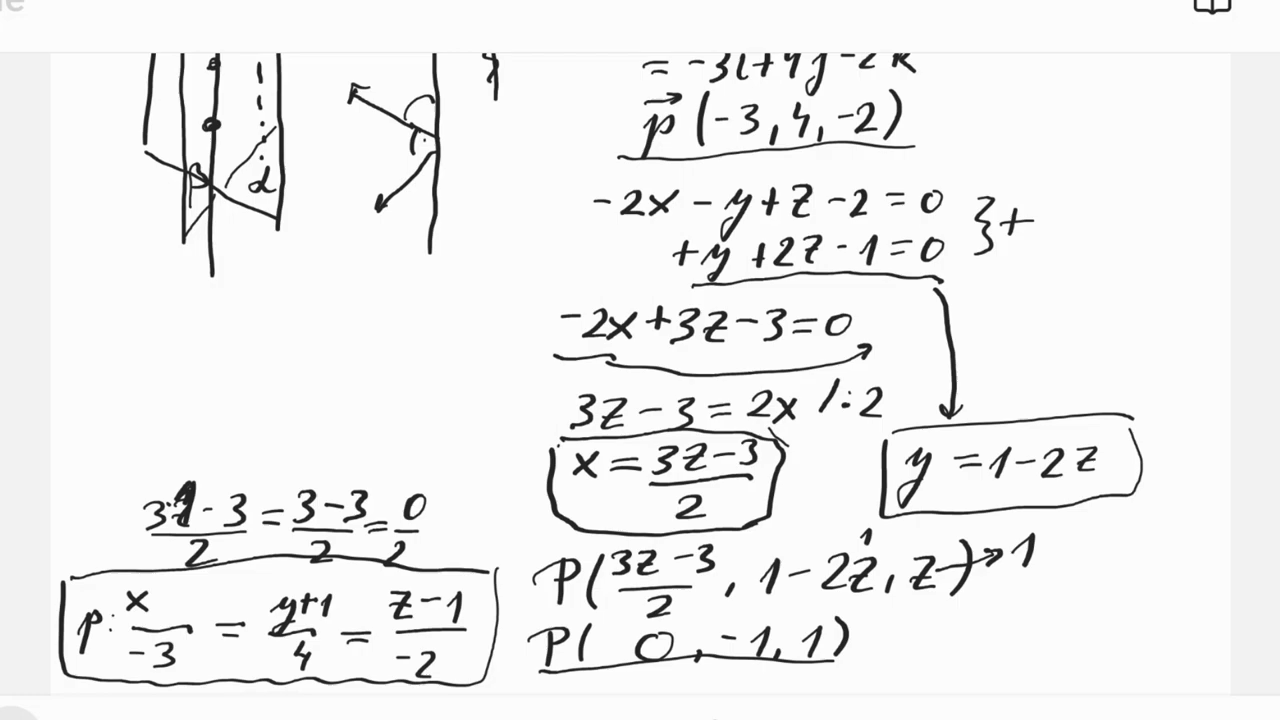 = -3i+4j-2k
p⃗ (-3, 4, -2)
-2x - y + z - 2 = 0
+y + 2z - 1 = 0 } +
-2x + 3z - 3 = 0
3z - 3 = 2x /:2
x = (3z-3)/2
y = 1 - 2z
(3·1-3)/2 = (3-3)/2 = 0/2
P((3z-3)/2, 1-2z, z) → 1
1
P( 0, -1, 1)
p: x/-3 = (y+1)/4 = (z-1)/-2
β
α